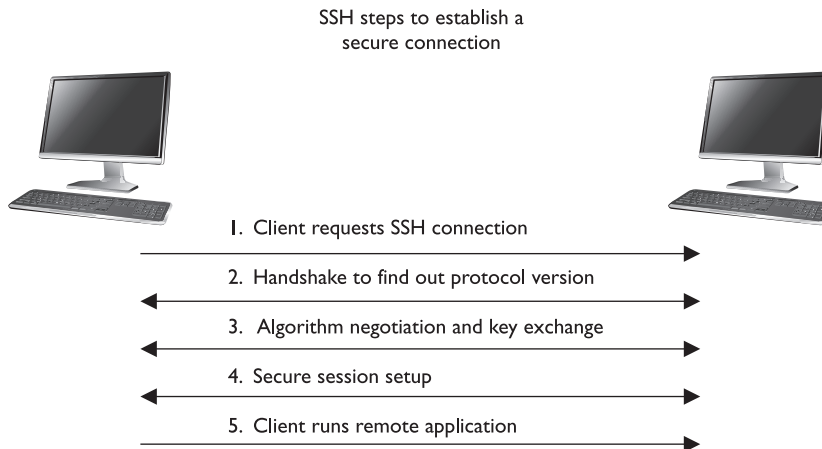 SSH steps to establish a
secure connection
1. Client requests SSH connection
2. Handshake to find out protocol version
3. Algorithm negotiation and key exchange
4. Secure session setup
5. Client runs remote application